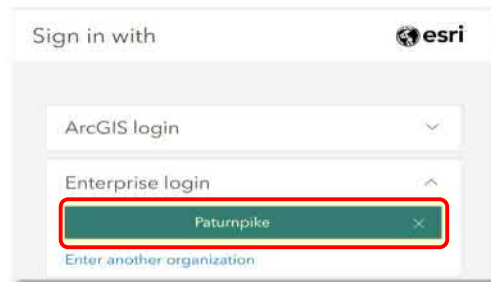 Sign in with esri
ArcGIS login
Enterprise login
Paturnpike
Enter another organization